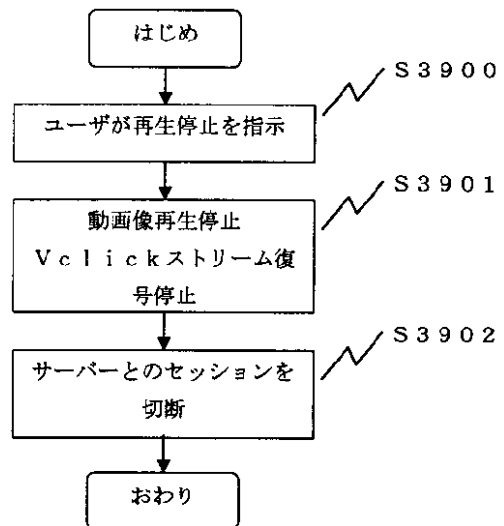 はじめ
S3900
ユーザが再生停止を指示
S3901
動画像再生停止
Vclickストリーム復
号停止
S3902
サーバーとのセッションを
切断
おわり